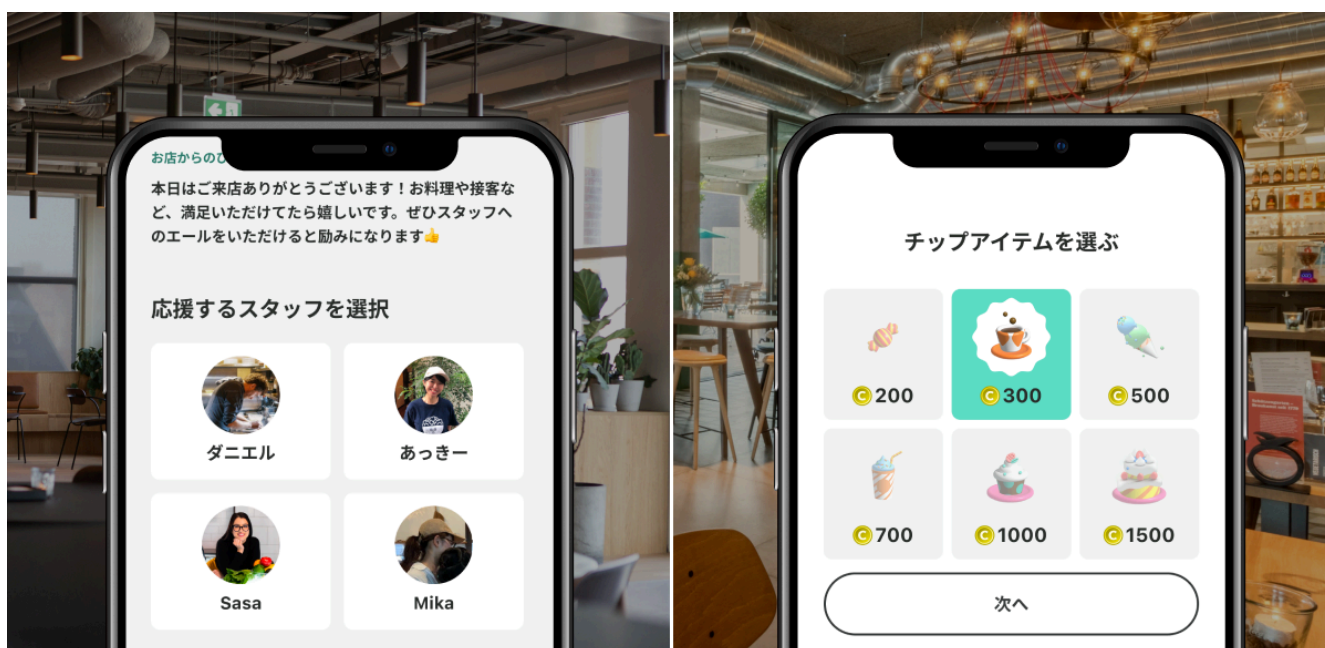 お店からのひ
本日はご来店ありがとうございます！お料理や接客な
ど、満足いただけてたら嬉しいです。ぜひスタッフへ
のエールをいただけると励みになります👍
応援するスタッフを選択
ダニエル
あっきー
Sasa
Mika
チップアイテムを選ぶ
C 200
C 300
C 500
C 700
C 1000
C 1500
次へ